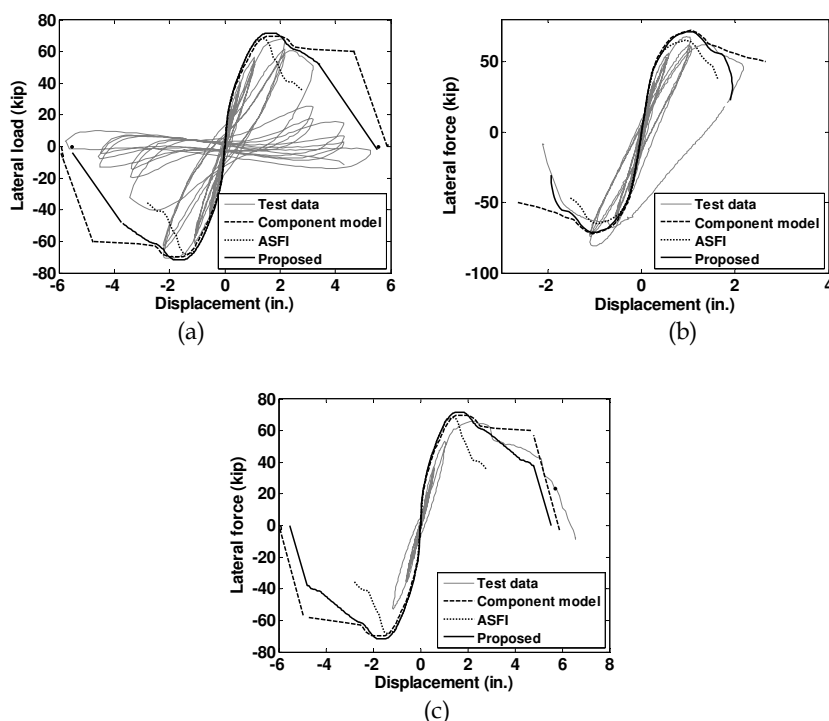 80
60
40
20
0
-20
-40
-60
-80
-6 -4 -2 0 2 4 6
Lateral load (kip)
Displacement (in.)
Test data
Component model
ASFI
Proposed
(a)
50
0
-50
-100
-2 0 2 4
Lateral force (kip)
Displacement (in.)
Test data
Component model
ASFI
Proposed
(b)
80
60
40
20
0
-20
-40
-60
-80
-6 -4 -2 0 2 4 6 8
Lateral force (kip)
Displacement (in.)
Test data
Component model
ASFI
Proposed
(c)